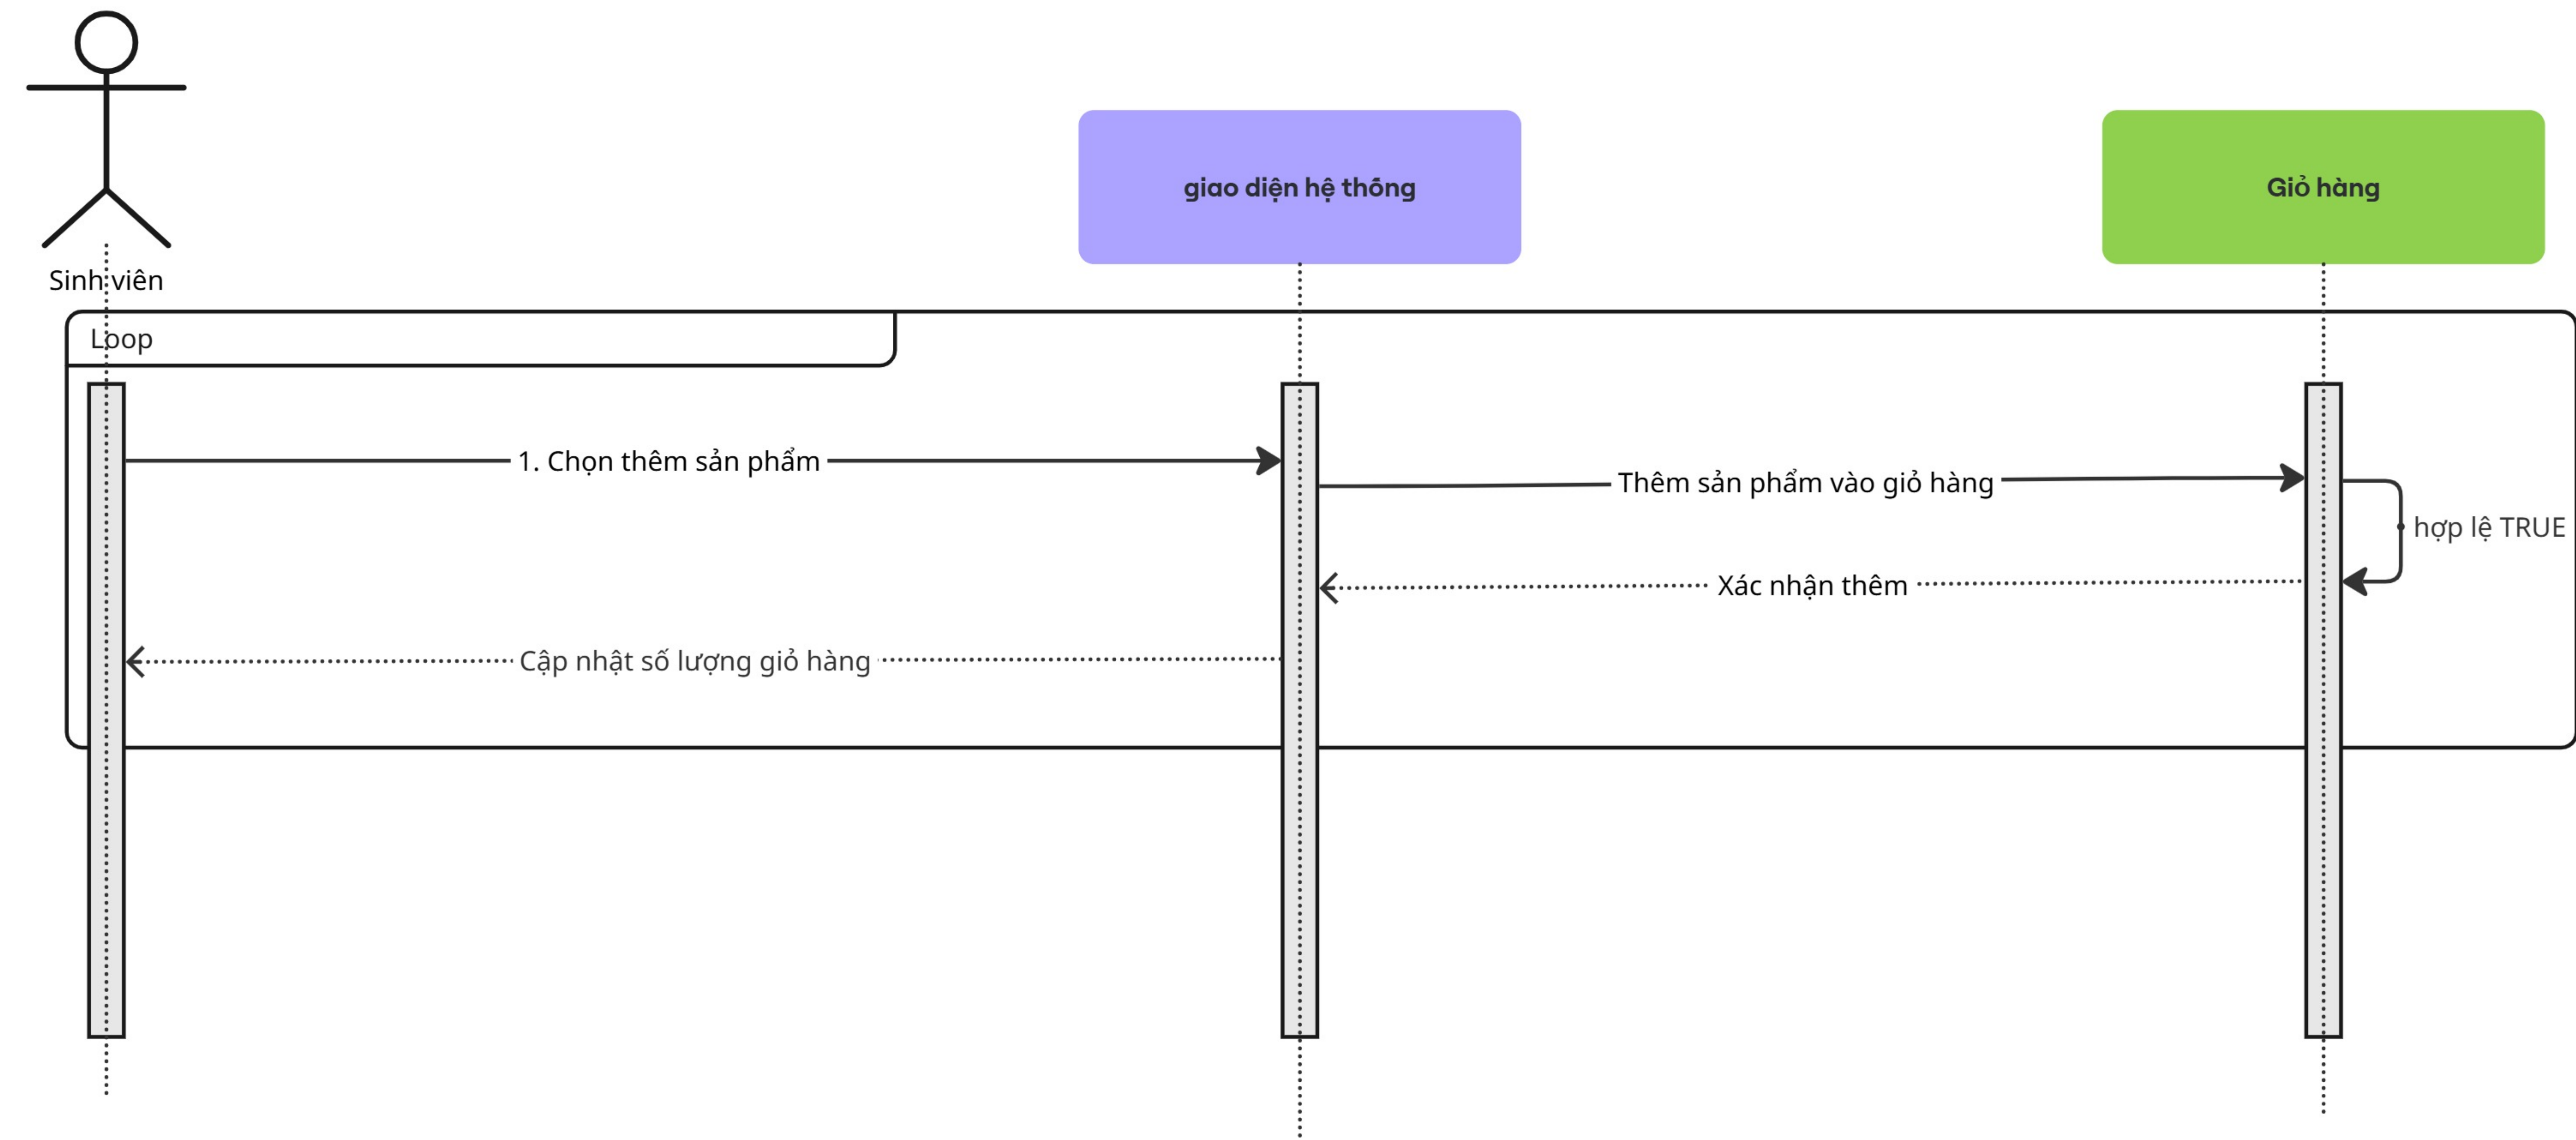 giao diện hệ thống
Giỏ hàng
Sinh viên
Loop
1. Chọn thêm sản phẩm
Thêm sản phẩm vào giỏ hàng
hợp lệ TRUE
Xác nhận thêm
Cập nhật số lượng giỏ hàng